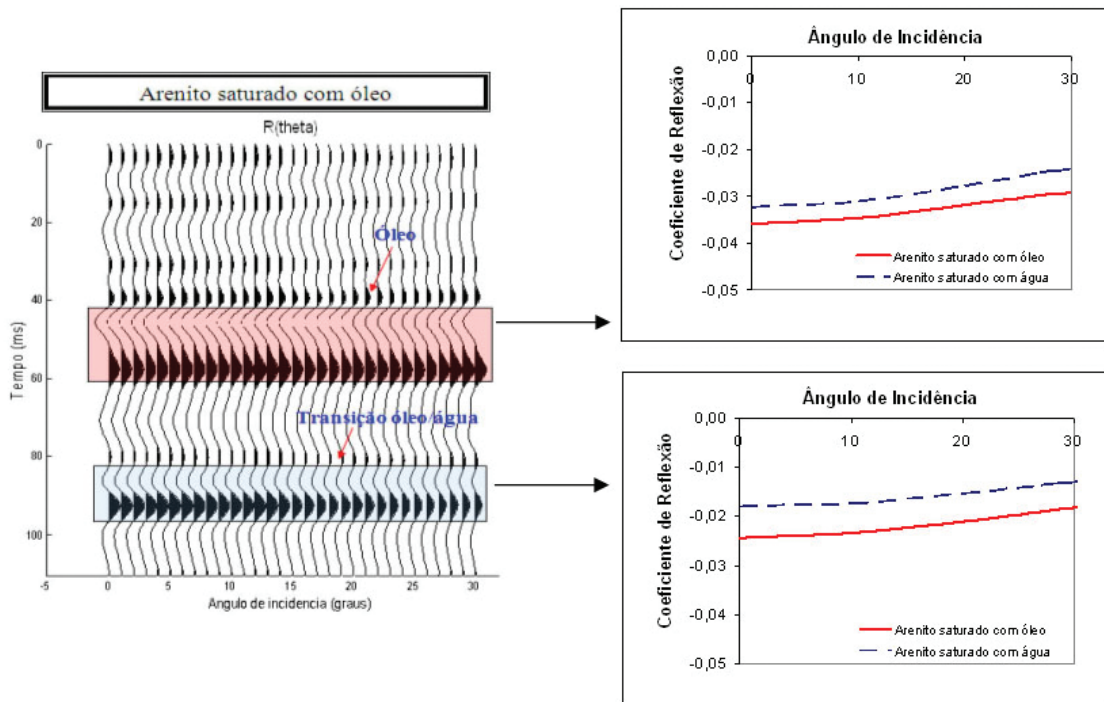 Arenito saturado com óleo
R(theta)
0
20
40
60
80
100
Tempo (ms)
Óleo
Transição óleo/água
-5 0 5 10 15 20 25 30
Angulo de incidencia (graus)
Ângulo de Incidência
0,00
-0,01
-0,02
-0,03
-0,04
-0,05
0 10 20 30
Coeficiente de Reflexão
Arenito saturado com óleo
Arenito saturado com água
Ângulo de Incidência
0,00
-0,01
-0,02
-0,03
-0,04
-0,05
0 10 20 30
Coeficiente de Reflexão
Arenito saturado com óleo
Arenito saturado com água